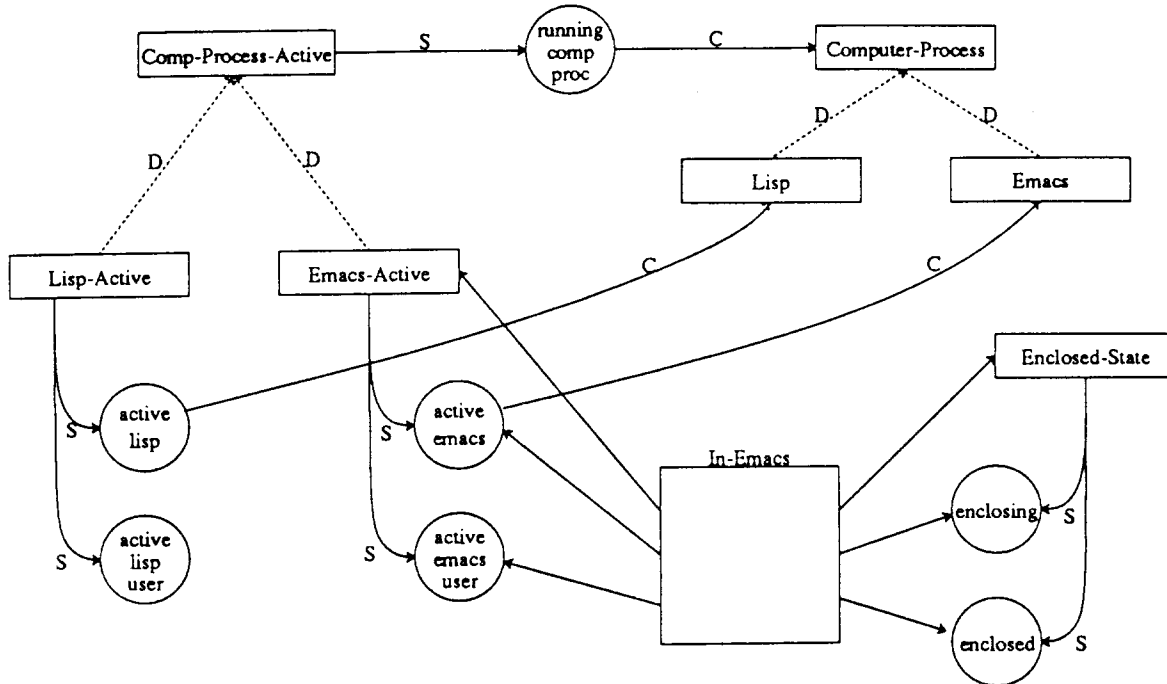 S
running
comp
proc
C
Comp-Process-Active
Computer-Process
D
D
D
D
Lisp
Emacs
Lisp-Active
Emacs-Active
C
C
Enclosed-State
active
lisp
S
active
emacs
S
In-Emacs
enclosing
S
active
lisp
user
S
active
emacs
user
S
enclosed
S